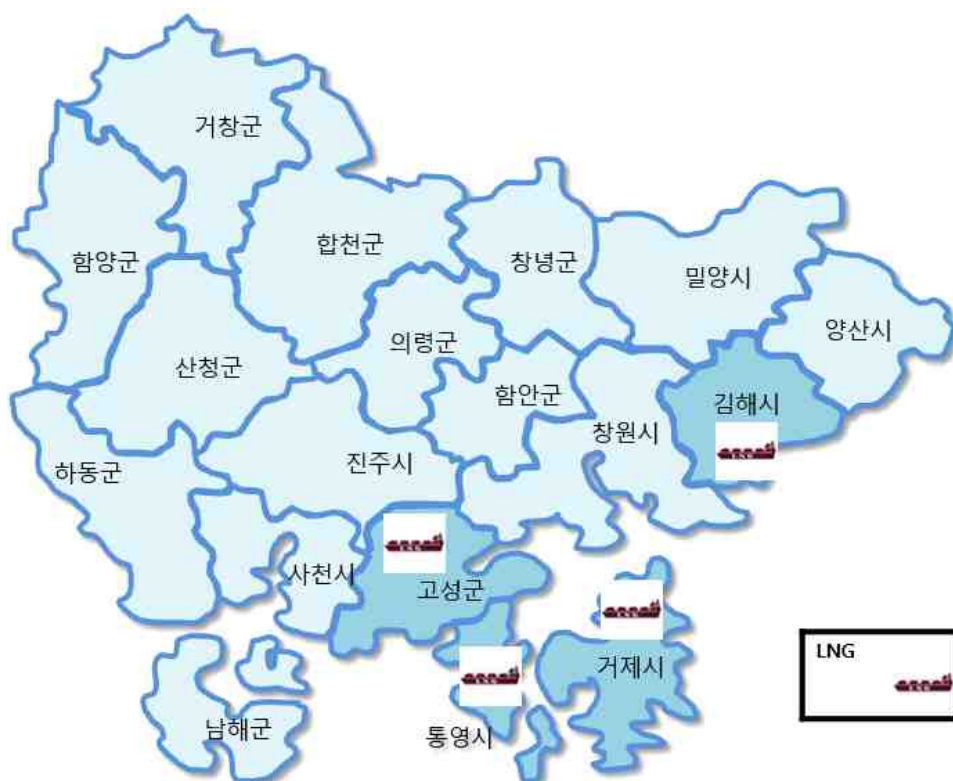 거창군
함양군
합천군
창녕군
밀양시
양산시
산청군
의령군
함안군
김해시
창원시
하동군
진주시
사천시
고성군
거제시
남해군
통영시
LNG